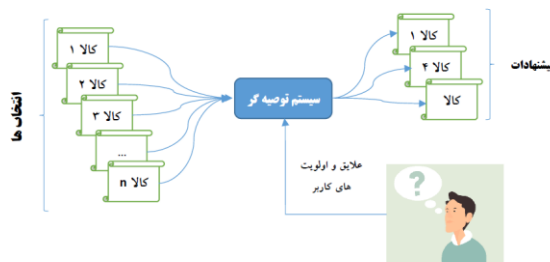 انتخاب ها
کالا ۱
کالا ۲
کالا ۳
...
کالا n
سیستم توصیه گر
کالا ۱
کالا ۴
کالا
یشنهادات
علایق و اولویت
های کاربر
?